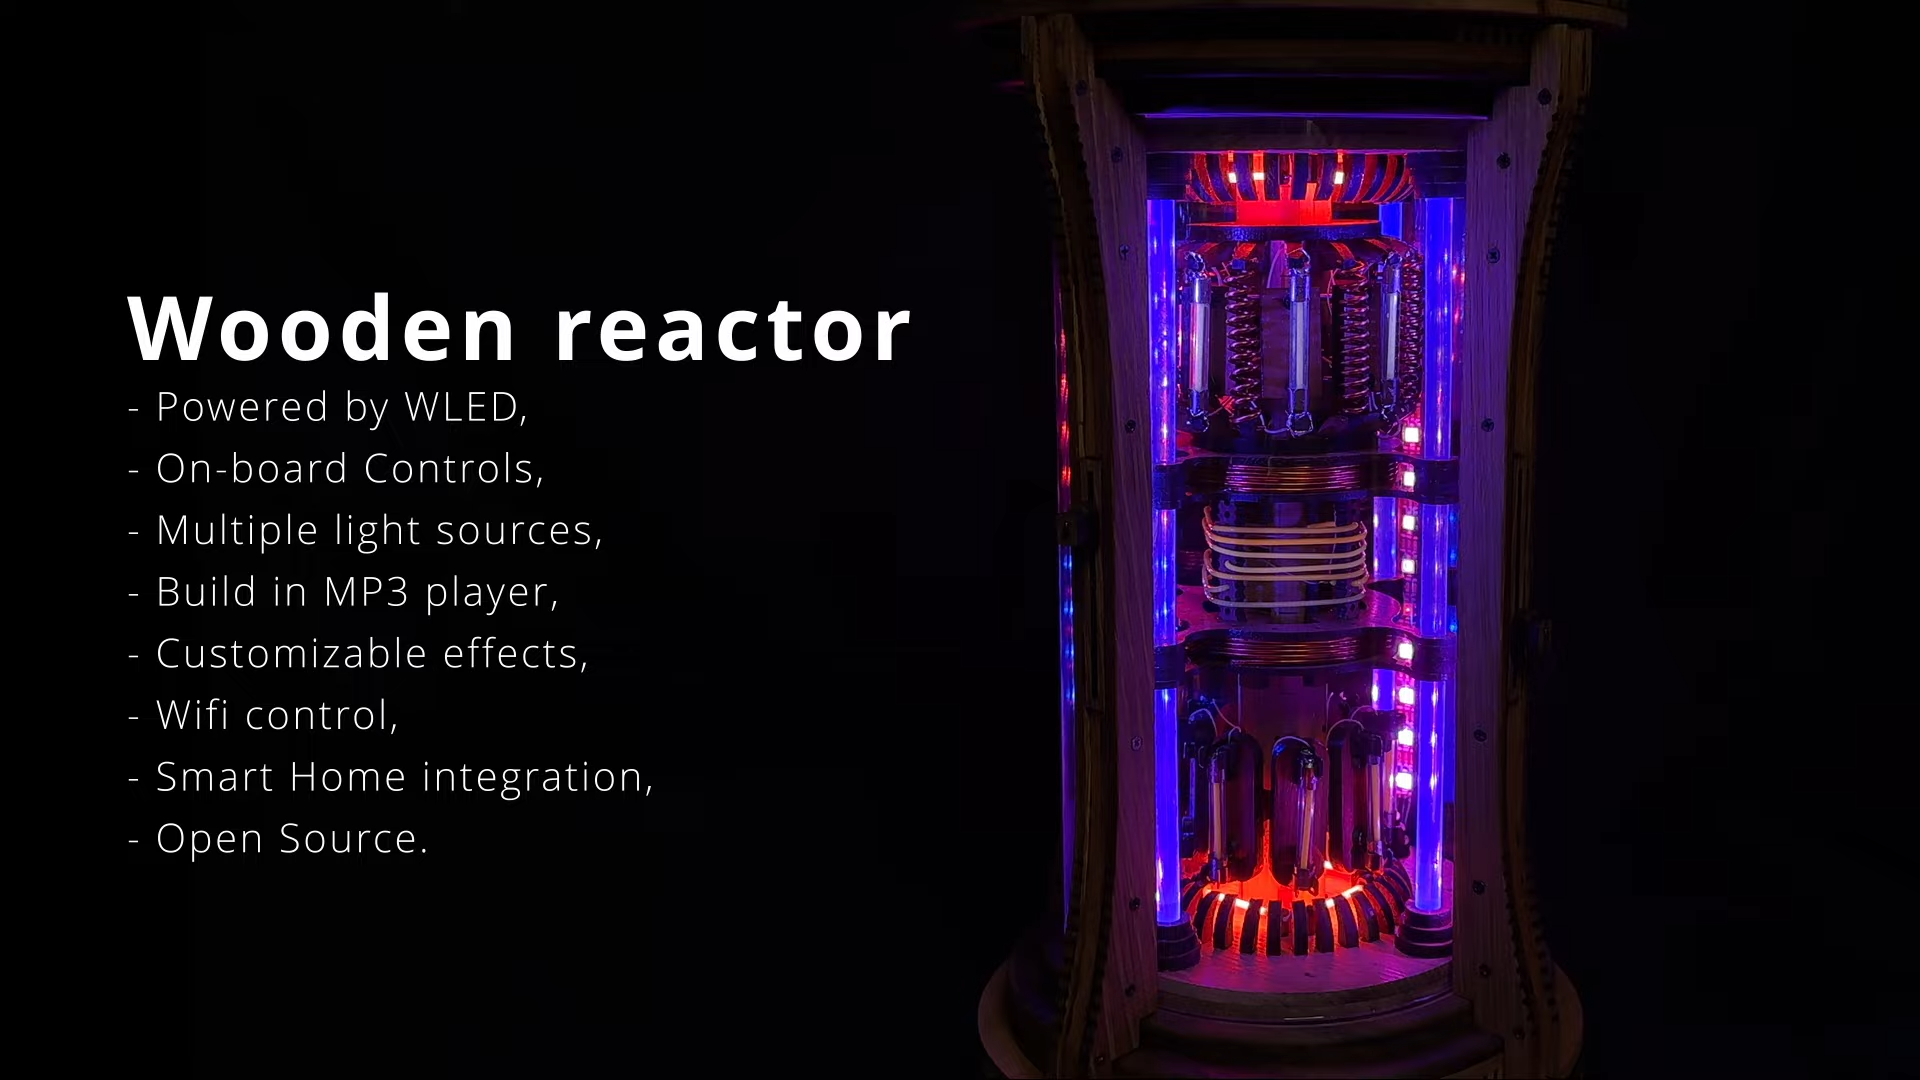 Wooden reactor
- Powered by WLED,
- On-board Controls,
- Multiple light sources,
- Build in MP3 player,
- Customizable effects,
- Wifi control,
- Smart Home integration,
- Open Source.